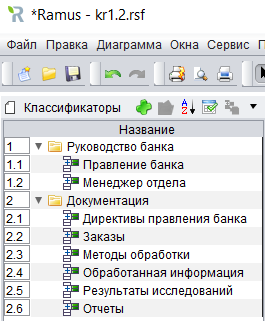 *Ramus - kr1.2.rsf
Файл Правка Диаграмма Окна Сервис П
Классификаторы
Название
1 Руководство банка
1.1 Правление банка
1.2 Менеджер отдела
2 Документация
2.1 Директивы правления банка
2.2 Заказы
2.3 Методы обработки
2.4 Обработанная информация
2.5 Результаты исследований
2.6 Отчеты